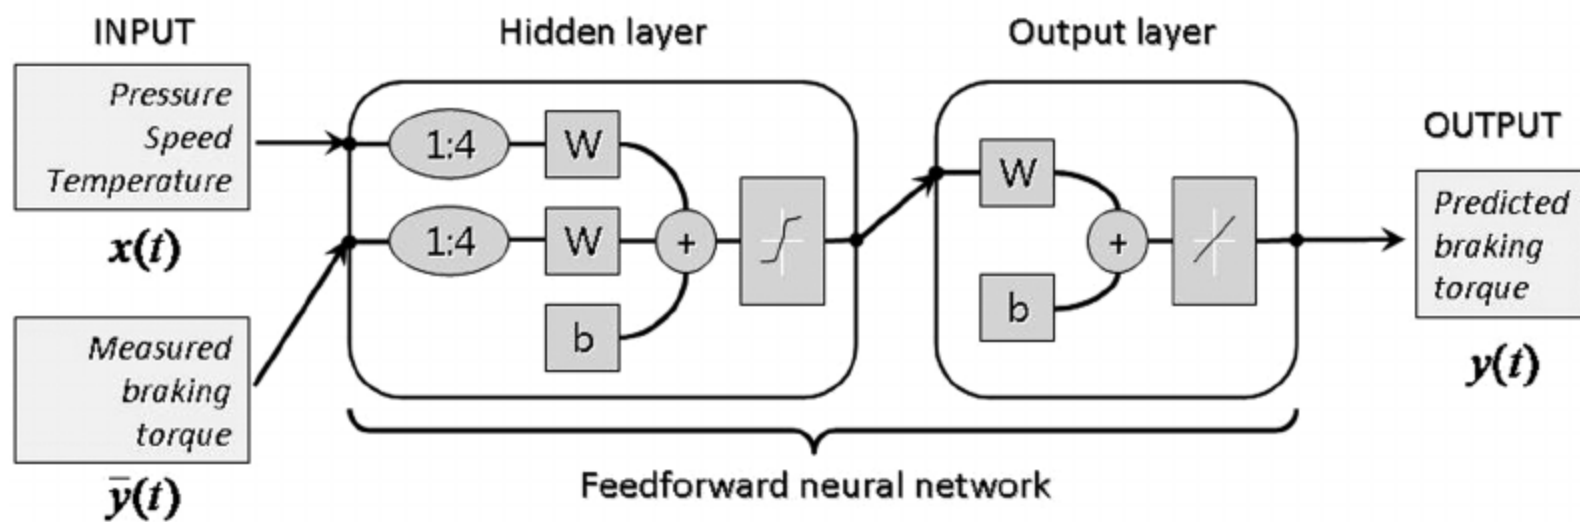 INPUT
Pressure
Speed
Temperature
x(t)
Measured
braking
torque
ȳ(t)
Hidden layer
1:4
W
1:4
W
+
b
Output layer
W
+
b
OUTPUT
Predicted
braking
torque
y(t)
Feedforward neural network